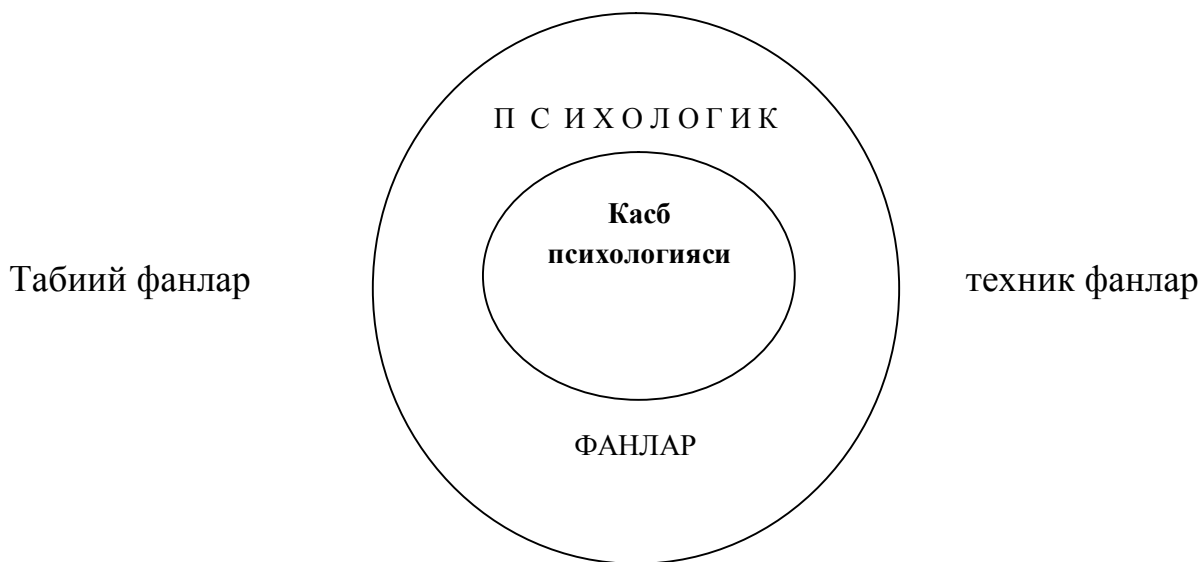 П С И Х О Л О Г И К
Касб
психологияси
Табиий фанлар
техник фанлар
ФАНЛАР